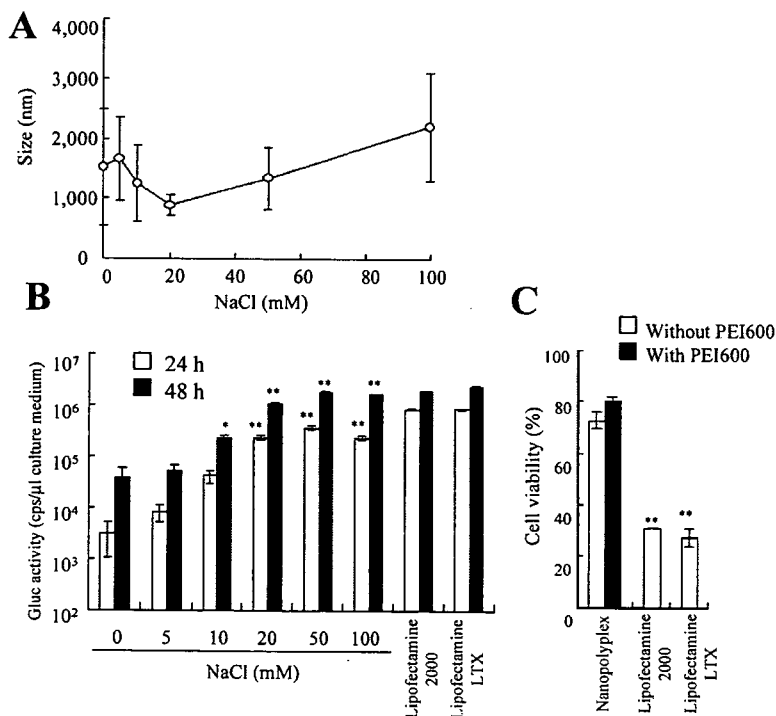 A
4,000
3,000
2,000
1,000
0
Size (nm)
0 20 40 60 80 100
NaCl (mM)
B
24 h
48 h
10⁷
10⁶
10⁵
10⁴
10³
10²
Gluc activity (cps/µl culture medium)
* ** ** ** ** ** **
0 5 10 20 50 100
NaCl (mM)
Lipofectamine
2000
Lipofectamine
LTX
C
Without PEI600
With PEI600
100
80
60
40
20
0
Cell viability (%)
** **
Nanopolyplex
Lipofectamine
2000
Lipofectamine
LTX